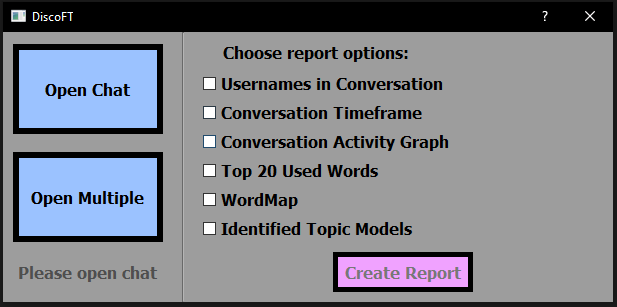 DiscoFT
Open Chat
Open Multiple
Please open chat
Choose report options:
Usernames in Conversation
Conversation Timeframe
Conversation Activity Graph
Top 20 Used Words
WordMap
Identified Topic Models
Create Report